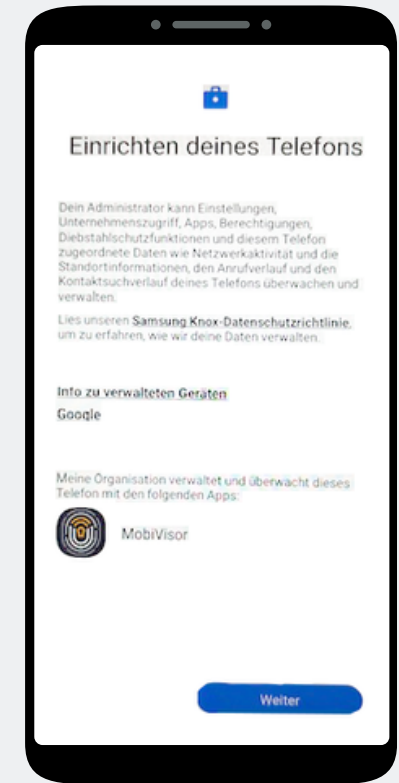 Einrichten deines Telefons
Dein Administrator kann Einstellungen,
Unternehmenszugriff, Apps, Berechtigungen,
Diebstahlschutzfunktionen und diesem Telefon
zugeordnete Daten wie Netzwerkaktivität und die
Standortinformationen, den Anrufverlauf und den
Kontaktsuchverlauf deines Telefons überwachen und
verwalten.
Lies unseren Samsung Knox-Datenschutzrichtlinie,
um zu erfahren, wie wir deine Daten verwalten.
Info zu verwalteten Geräten
Google
Meine Organisation verwaltet und überwacht dieses
Telefon mit den folgenden Apps:
MobiVisor
Weiter